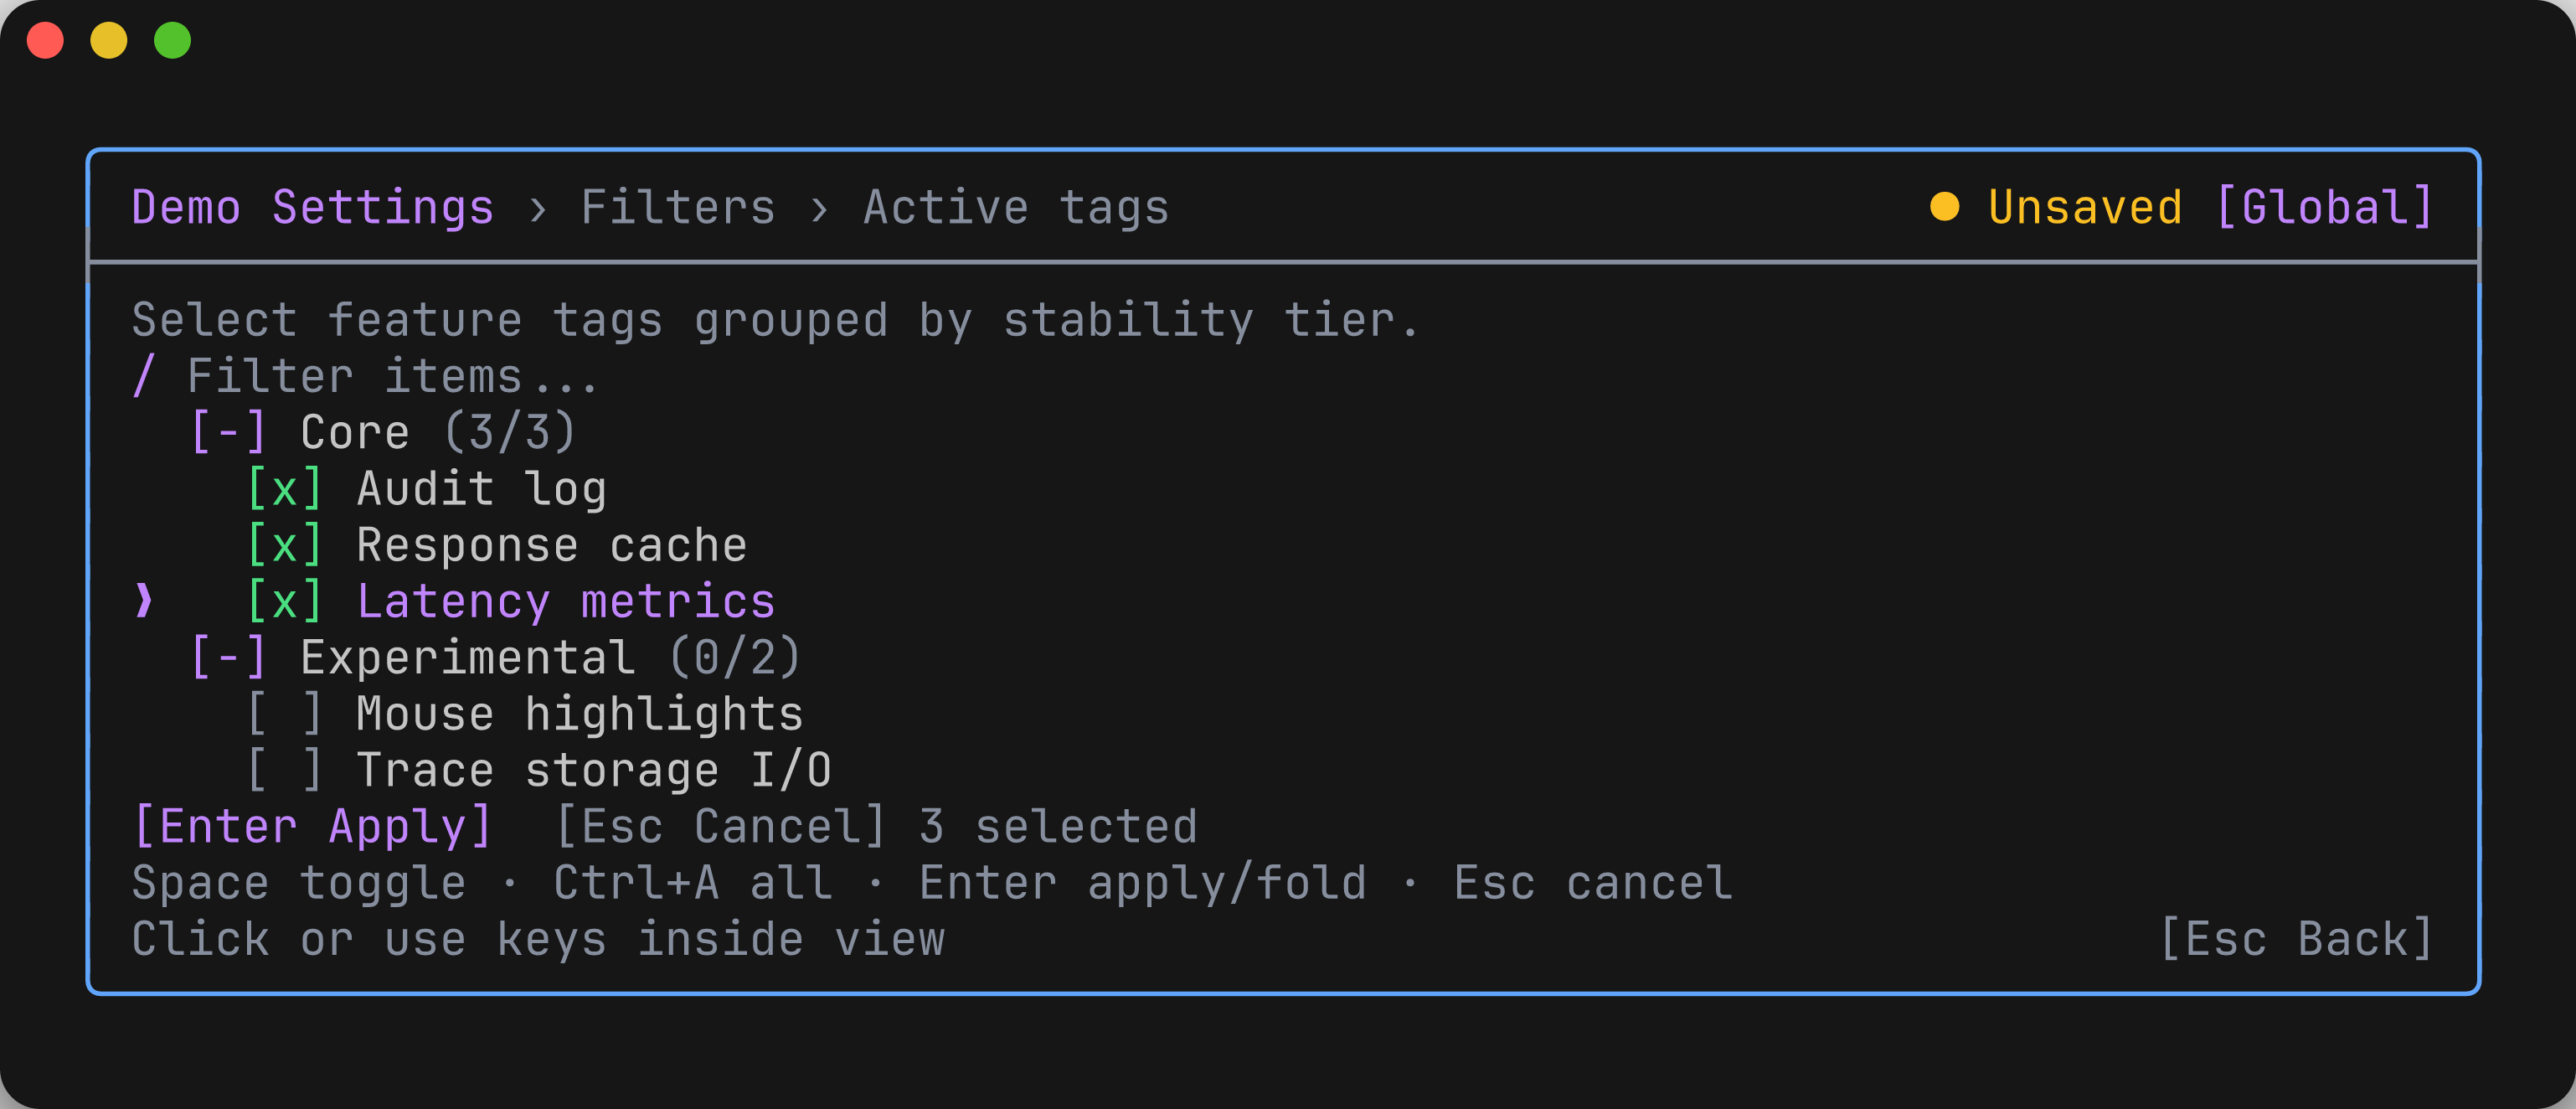 Demo Settings › Filters › Active tags ● Unsaved [Global]
Select feature tags grouped by stability tier.
/ Filter items...
[-] Core (3/3)
[x] Audit log
[x] Response cache
❯ [x] Latency metrics
[-] Experimental (0/2)
[ ] Mouse highlights
[ ] Trace storage I/O
[Enter Apply] [Esc Cancel] 3 selected
Space toggle · Ctrl+A all · Enter apply/fold · Esc cancel
Click or use keys inside view [Esc Back]